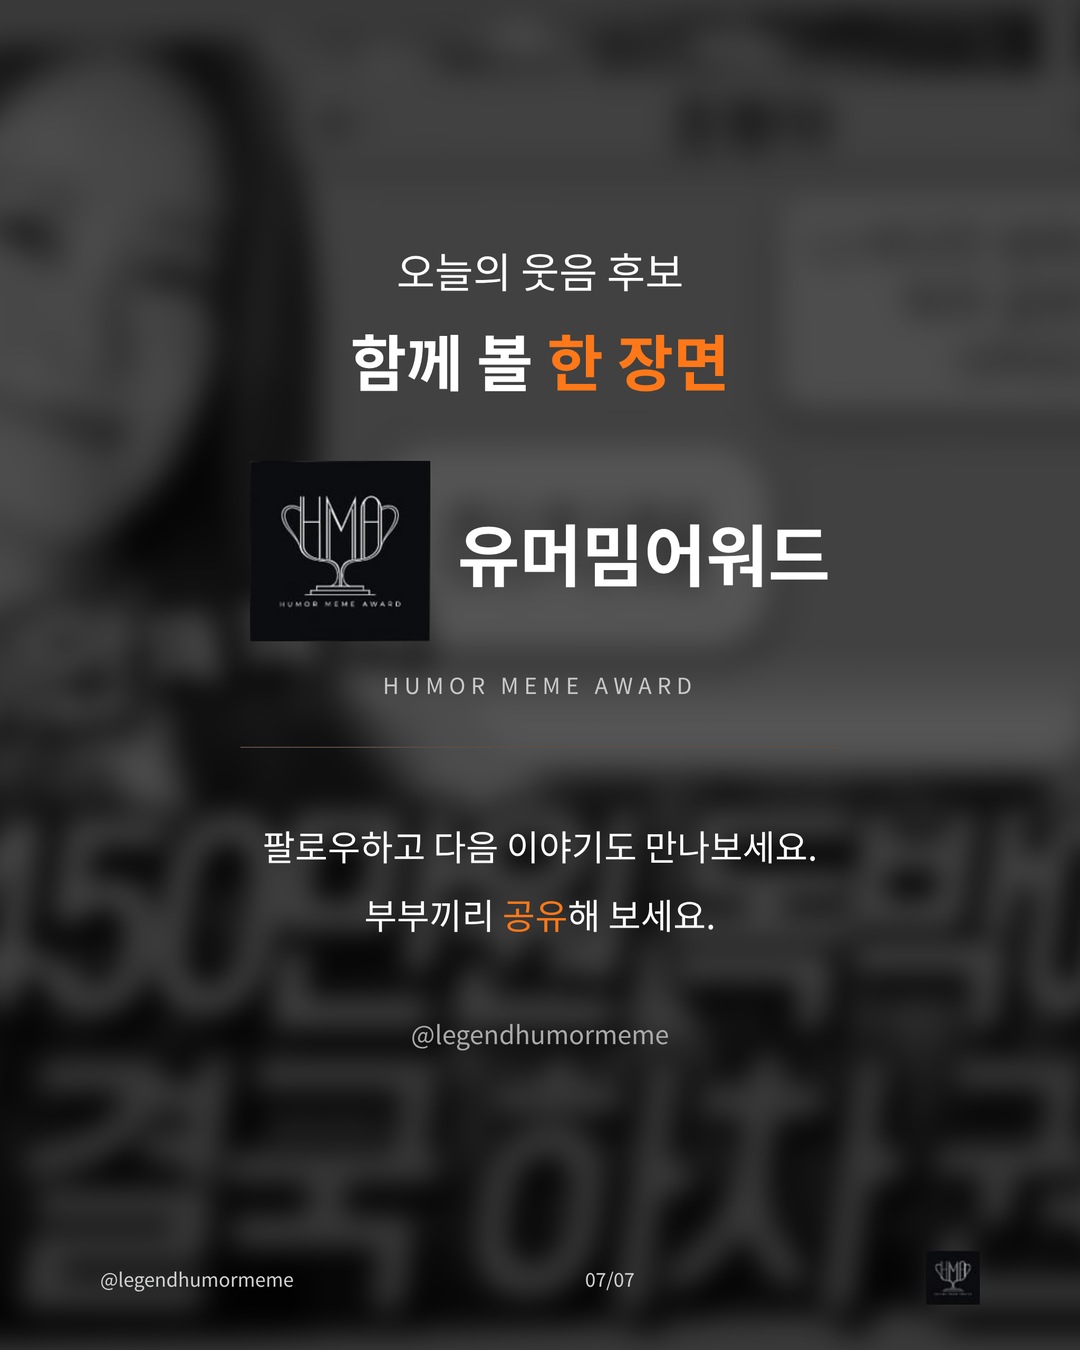 오늘의 웃음 후보
함께 볼 한 장면
HMA
HUMOR MEME AWARD
유머밈어워드
HUMOR MEME AWARD
팔로우하고 다음 이야기도 만나보세요.
부부끼리 공유해 보세요.
@legendhumormeme
@legendhumormeme
07/07
HMA